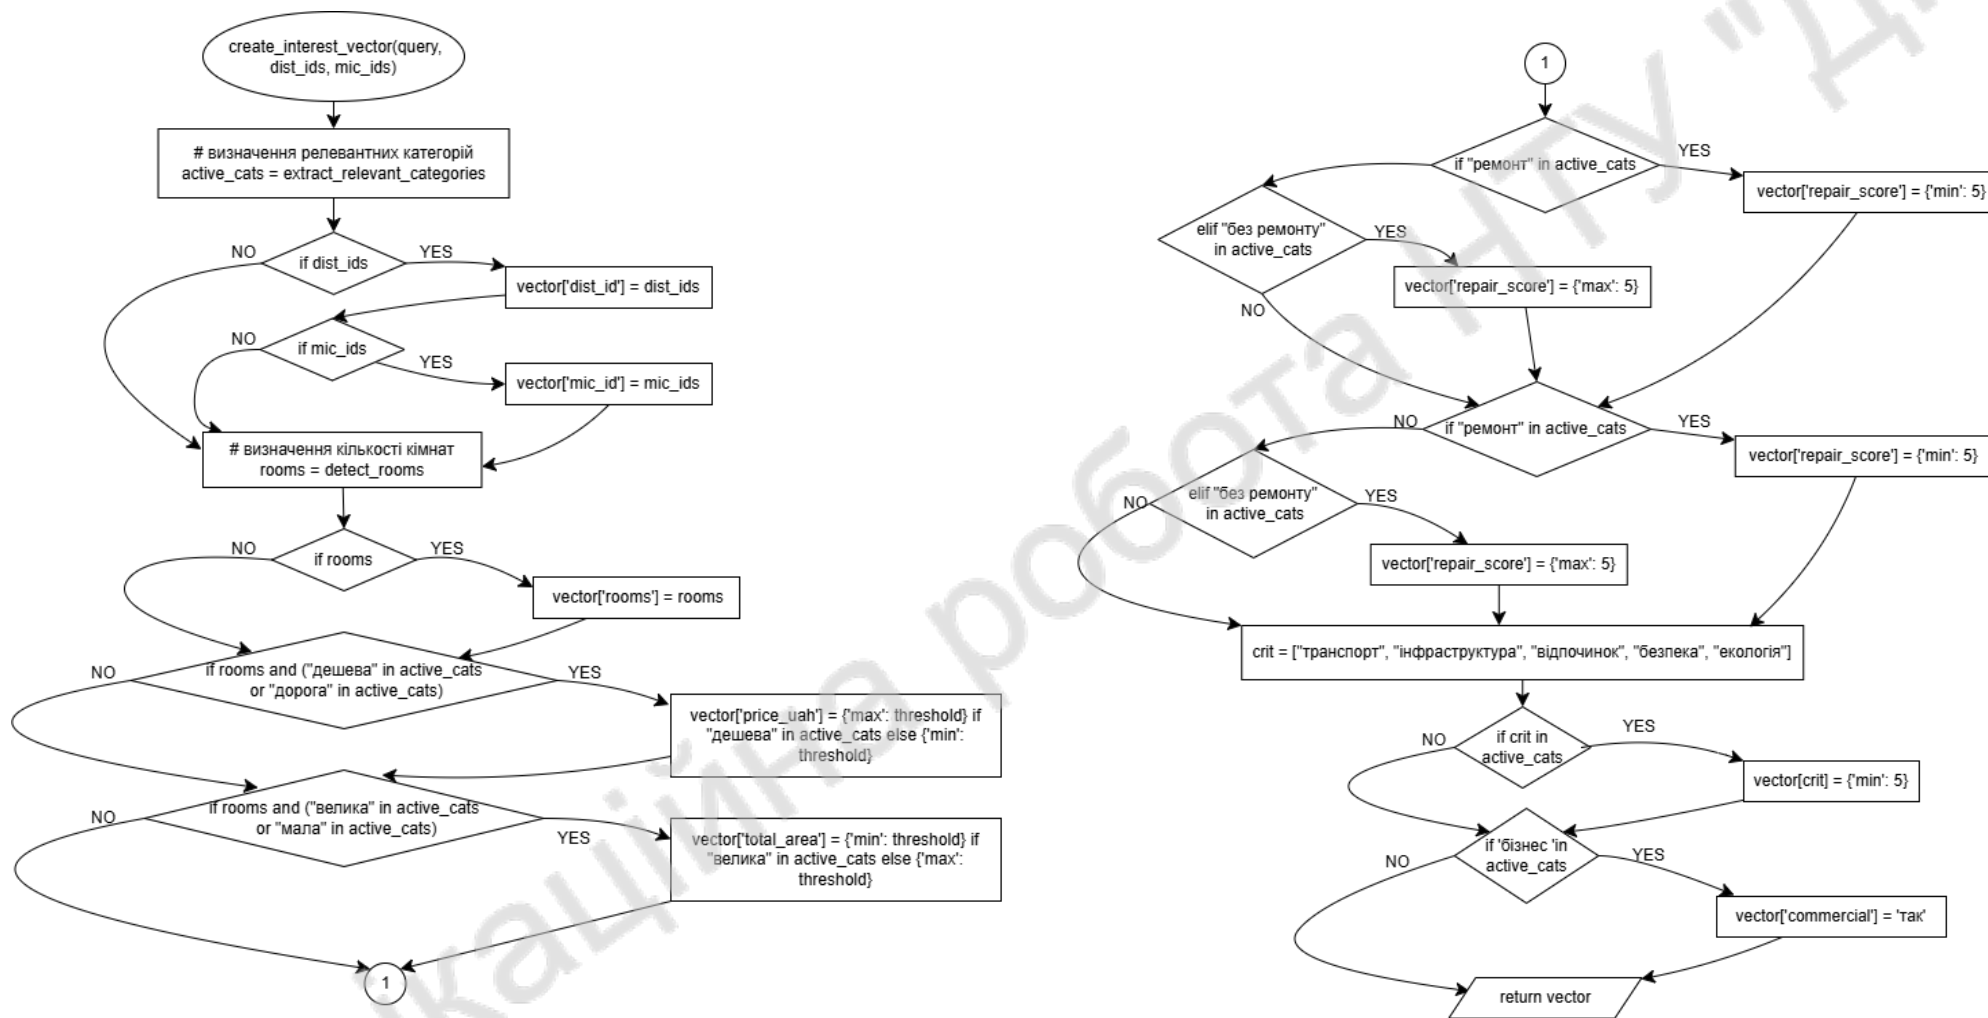 create_interest_vector(query,
dist_ids, mic_ids)
# визначення релевантних категорій
active_cats = extract_relevant_categories
if dist_ids
NO
YES
vector['dist_id'] = dist_ids
if mic_ids
NO
YES
vector['mic_id'] = mic_ids
# визначення кількості кімнат
rooms = detect_rooms
if rooms
NO
YES
vector['rooms'] = rooms
if rooms and ("дешева" in active_cats
or "дорога" in active_cats)
NO
YES
vector['price_uah'] = {'max': threshold} if
"дешева" in active_cats else {'min':
threshold}
if rooms and ("велика" in active_cats
or "мала" in active_cats)
NO
YES
vector['total_area'] = {'min': threshold} if
"велика" in active_cats else {'max':
threshold}
1
1
if "ремонт" in active_cats
YES
vector['repair_score'] = {'min': 5}
elif "без ремонту"
in active_cats
YES
vector['repair_score'] = {'max': 5}
NO
if "ремонт" in active_cats
NO
YES
vector['repair_score'] = {'min': 5}
elif "без ремонту"
in active_cats
NO
YES
vector['repair_score'] = {'max': 5}
crit = ["транспорт", "інфраструктура", "відпочинок", "безпека", "екологія"]
if crit in
active_cats
NO
YES
vector[crit] = {'min': 5}
if 'бізнес 'in
active_cats
NO
YES
vector['commercial'] = 'так'
return vector
ікаційна робота НТУ "Д